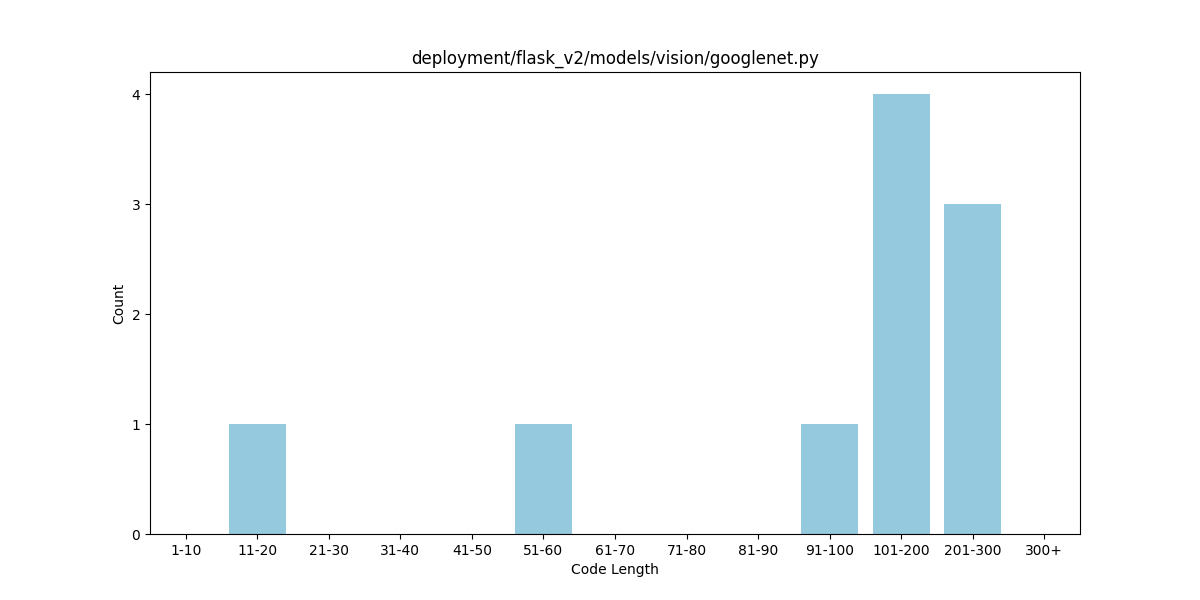 deployment/flask_v2/models/vision/googlenet.py
4
3
2
1
0
Count
1-10 11-20 21-30 31-40 41-50 51-60 61-70 71-80 81-90 91-100 101-200 201-300 300+
Code Length